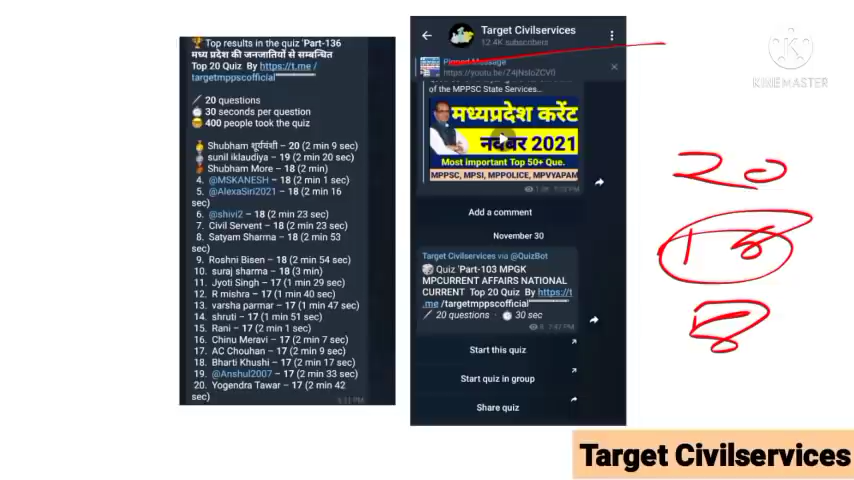 🏆 Top results in the quiz 'Part-136
मध्य प्रदेश की जनजातियों से सम्बन्धित
Top 20 Quiz By https://t.me/
targetmppscofficial
20 questions
30 seconds per question
400 people took the quiz
Shubham शूर्यवंशी – 20 (2 min 9 sec)
sunil iklaudiya – 19 (2 min 20 sec)
Shubham More – 18 (2 min)
4. @MSKANESH – 18 (2 min 1 sec)
5. @AlexaSiri2021 – 18 (2 min 16
sec)
6. @shivi2 – 18 (2 min 23 sec)
7. Civil Servent – 18 (2 min 23 sec)
8. Satyam Sharma – 18 (2 min 53
sec)
9. Roshni Bisen – 18 (2 min 54 sec)
10. suraj sharma – 18 (3 min)
11. Jyoti Singh – 17 (1 min 29 sec)
12. R mishra – 17 (1 min 40 sec)
13. varsha parmar – 17 (1 min 47 sec)
14. shruti – 17 (1 min 51 sec)
15. Rani – 17 (2 min 1 sec)
16. Chinu Meravi – 17 (2 min 7 sec)
17. AC Chouhan – 17 (2 min 9 sec)
18. Bharti Khushi – 17 (2 min 17 sec)
19. @Anshul2007 – 17 (2 min 33 sec)
20. Yogendra Tawar – 17 (2 min 42
sec)
Target Civilservices
12.4K subscribers
Pinned Message
of the MPPSC State Services...
मध्यप्रदेश करेंट
नवंबर 2021
Most important Top 50+ Que.
MPPSC, MPSI, MPPOLICE, MPVYAPAM
Add a comment
November 30
Target Civilservices via @QuizBot
🎲 Quiz 'Part-103 MPGK
MPCURRENT AFFAIRS NATIONAL
CURRENT Top 20 Quiz By https://t
.me /targetmppscofficial
20 questions · 30 sec
Start this quiz
Start quiz in group
Share quiz
KINEMASTER
20
18
Target Civilservices